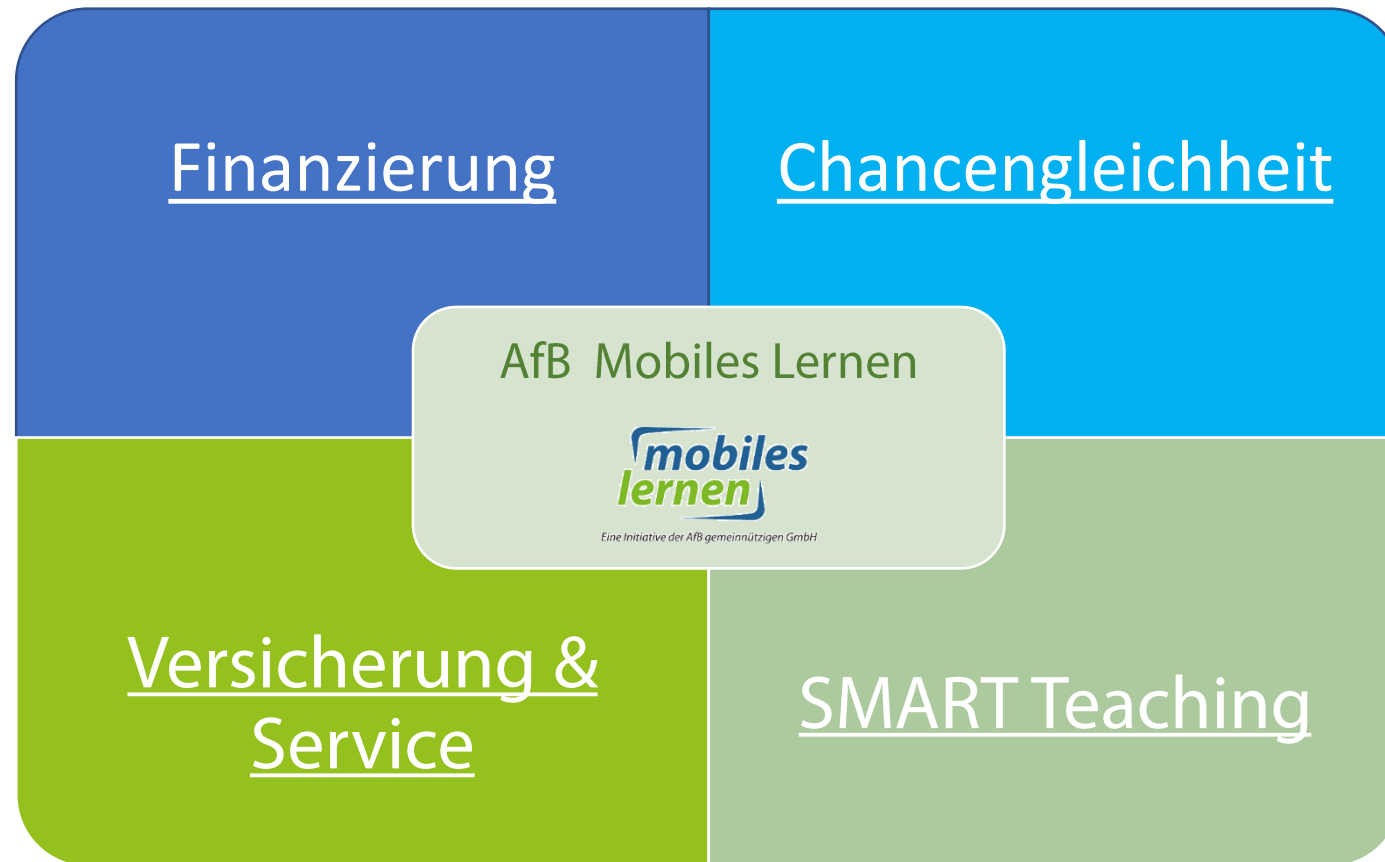 Finanzierung
Chancengleichheit
AfB  Mobiles Lernen
mobiles
lernen
Eine Initiative der AfB gemeinnützigen GmbH
Versicherung &
Service
SMART Teaching